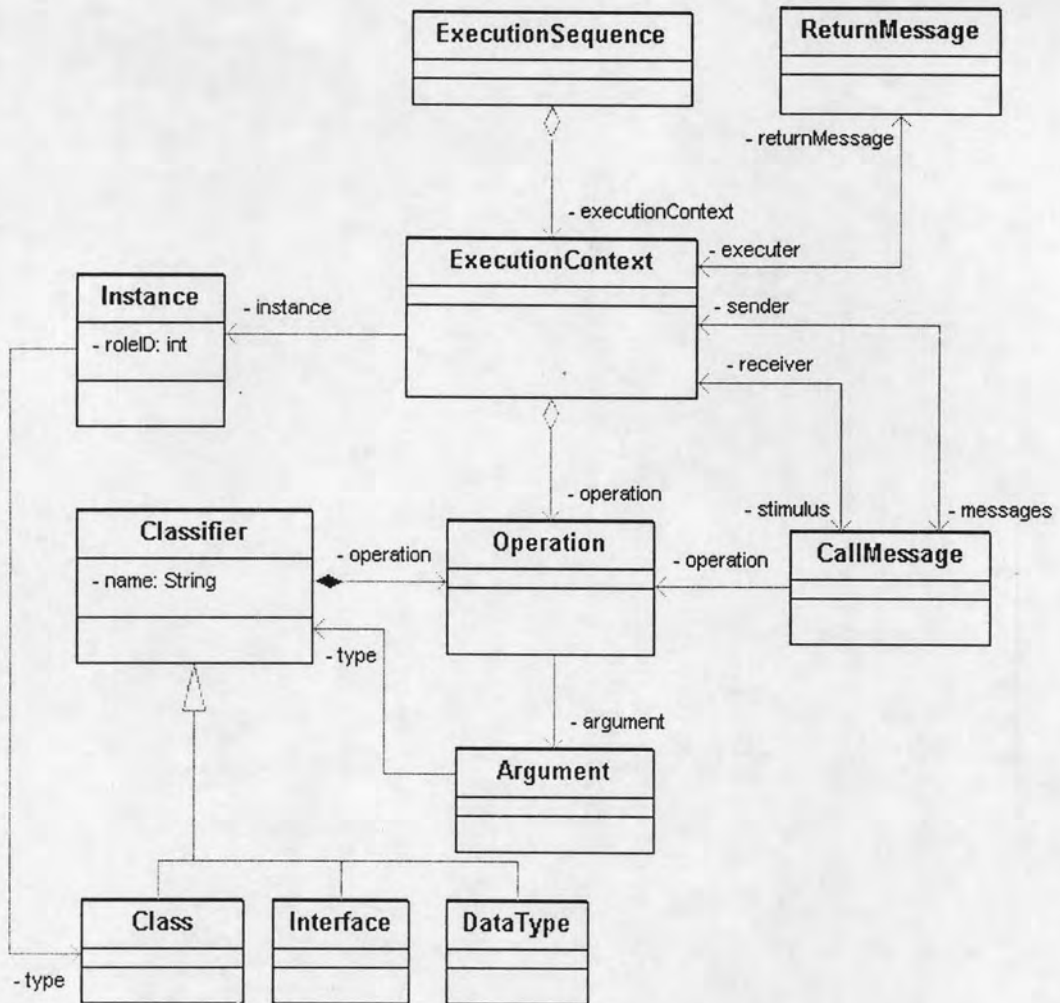 ExecutionSequence
ReturnMessage
- returnMessage
- executionContext
ExecutionContext
- executer
Instance
- instance
- sender
- roleID: int
- receiver
- operation
- stimulus
- messages
Classifier
- operation
Operation
- operation
CallMessage
- name: String
- type
- argument
Argument
Class
Interface
DataType
- type